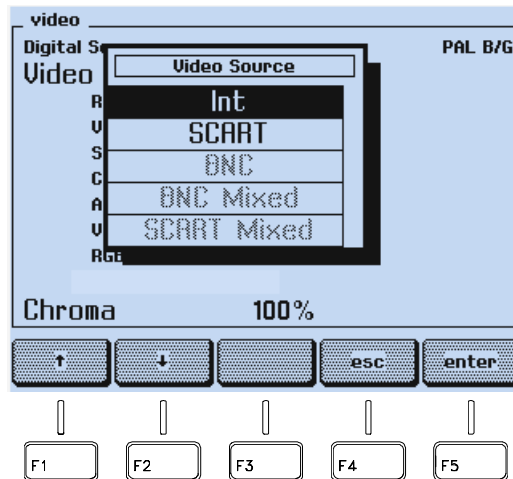 video
Digital S PAL B/G
Video
Video Source
Int
R
V
SCART
S
BNC
C
A
BNC Mixed
V
SCART Mixed
RGB
Chroma 100%
↑ ↓ esc enter
F1 F2 F3 F4 F5